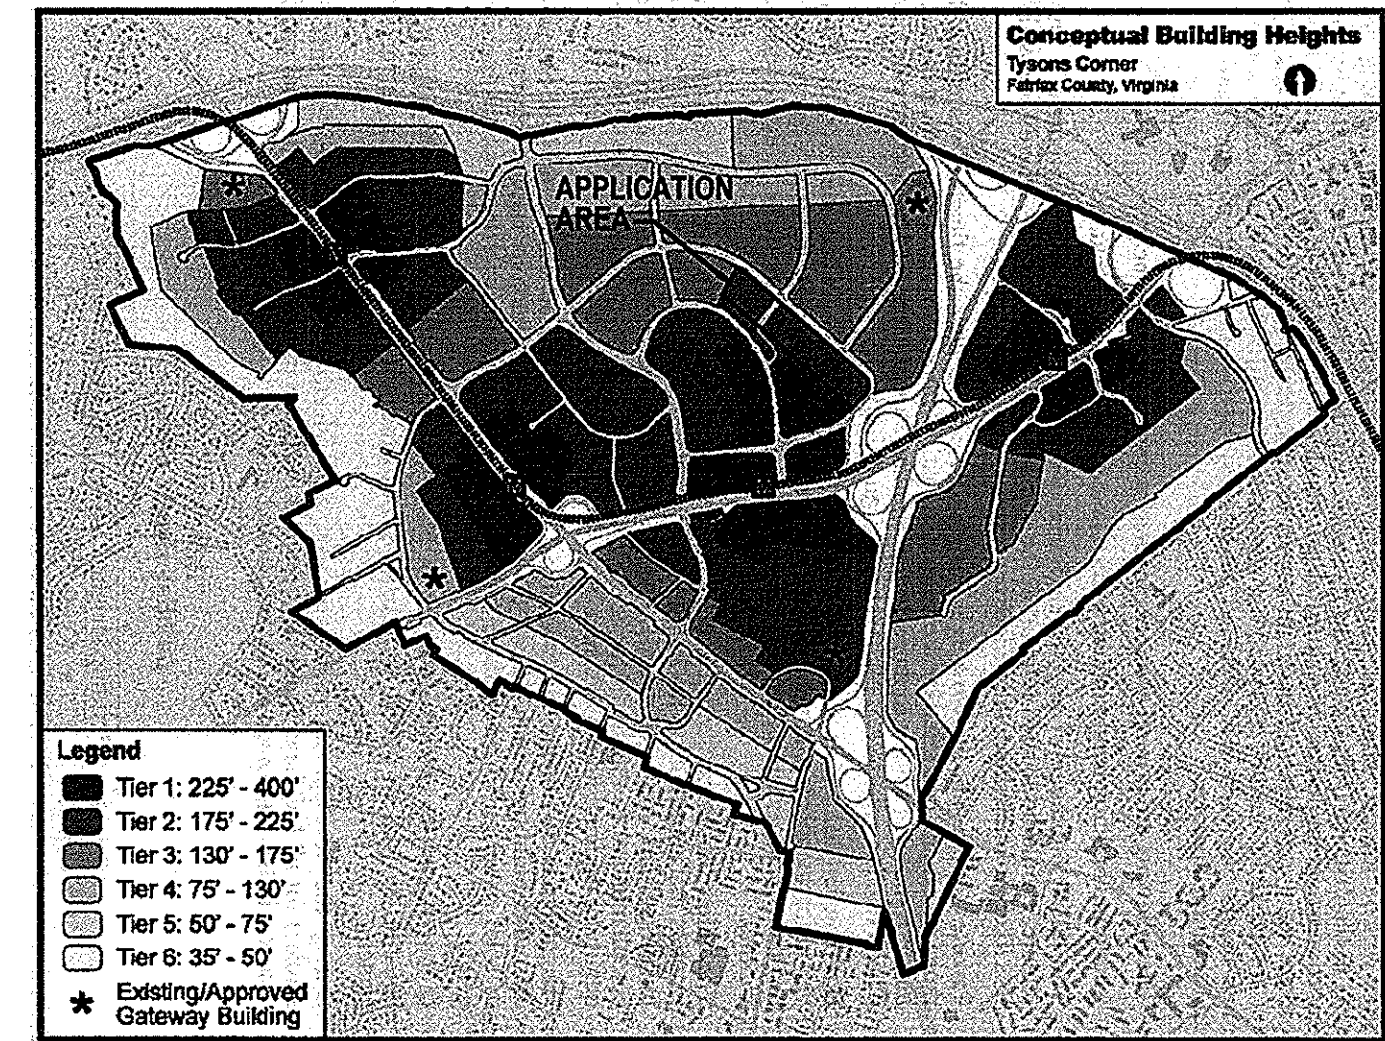 Conceptual Building Heights
Tysons Corner
Fairfax County, Virginia
APPLICATION
AREA
Legend
Tier 1: 225' - 400'
Tier 2: 175' - 225'
Tier 3: 130' - 175'
Tier 4: 75' - 130'
Tier 5: 50' - 75'
Tier 6: 35' - 50'
* Existing/Approved
Gateway Building